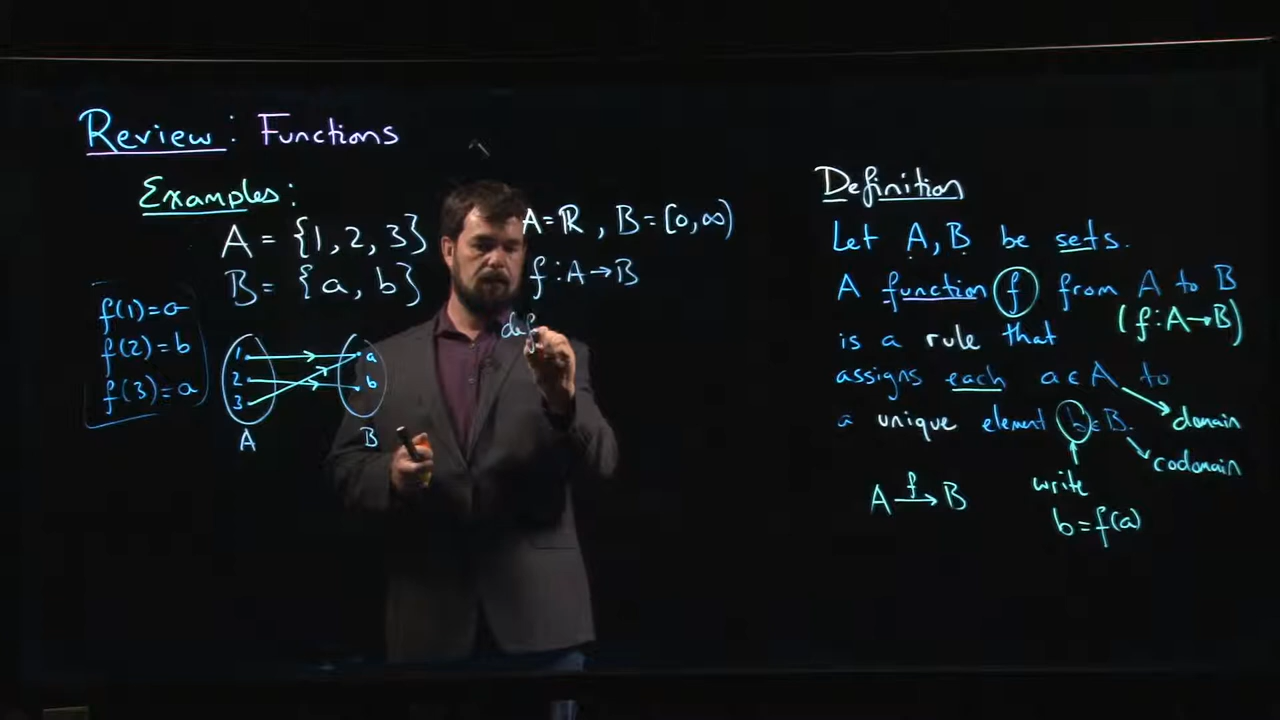 Review: Functions
Examples:
A = {1, 2, 3}
B = {a, b}
f(1)=a
f(2)=b
f(3)=a
1 a
2 b
3
A B
A=ℝ, B=[0,∞)
f:A→B
def
Definition
Let A,B be sets.
A function f from A to B
(f:A→B)
is a rule that
assigns each a∈A to
domain
a unique element b∈B.
codomain
write
b=f(a)
A f→ B